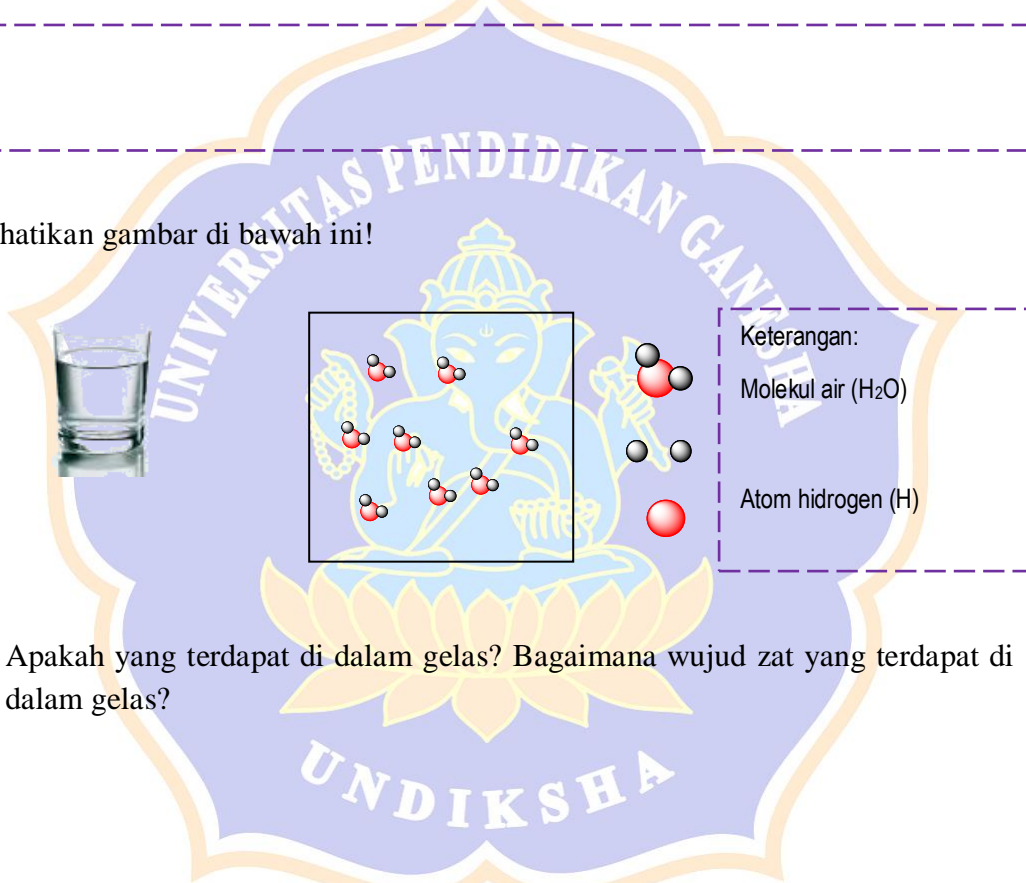 UNIVERSITAS PENDIDIKAN GANESHA
hatikan gambar di bawah ini!
Keterangan:
Molekul air (H₂O)
Atom hidrogen (H)
Apakah yang terdapat di dalam gelas? Bagaimana wujud zat yang terdapat di
dalam gelas?
UNDIKSHA